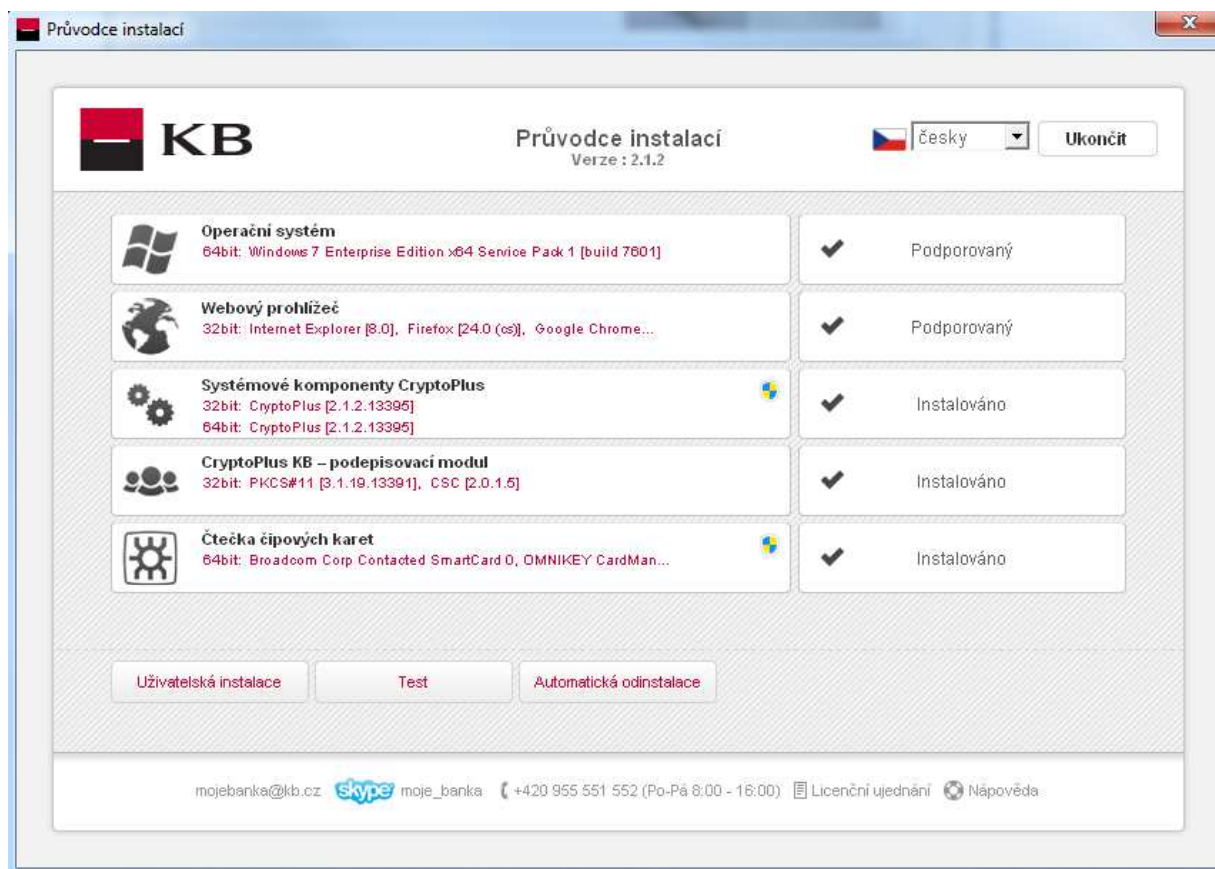 Průvodce instalací
KB
Průvodce instalací
Verze : 2.1.2
česky
Ukončit
Operační systém
64bit: Windows 7 Enterprise Edition x64 Service Pack 1 [build 7601]
Podporovaný
Webový prohlížeč
32bit: Internet Explorer [8.0], Firefox [24.0 (cs)], Google Chrome...
Podporovaný
Systémové komponenty CryptoPlus
32bit: CryptoPlus [2.1.2.13395]
64bit: CryptoPlus [2.1.2.13395]
Instalováno
CryptoPlus KB – podepisovací modul
32bit: PKCS#11 [3.1.19.13391], CSC [2.0.1.5]
Instalováno
Čtečka čipových karet
64bit: Broadcom Corp Contacted SmartCard 0, OMNIKEY CardMan...
Instalováno
Uživatelská instalace
Test
Automatická odinstalace
mojebanka@kb.cz skype moje_banka +420 955 551 552 (Po-Pá 8:00 - 16:00) Licenční ujednání Nápověda